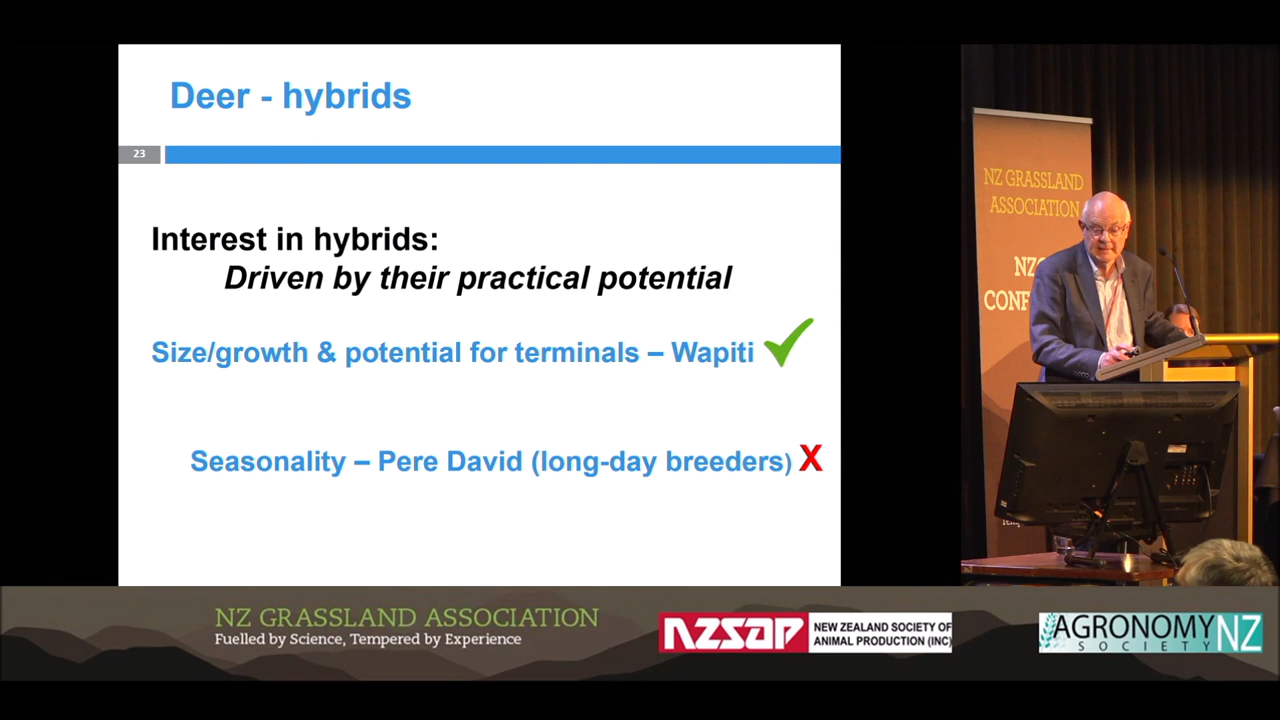 Deer - hybrids
23
Interest in hybrids:
Driven by their practical potential
Size/growth & potential for terminals – Wapiti
Seasonality – Pere David (long-day breeders) X
NZ GRASSLAND
ASSOCIATION
NZ
CONF
NZ GRASSLAND ASSOCIATION
Fuelled by Science, Tempered by Experience
NZSAP
NEW ZEALAND SOCIETY OF
ANIMAL PRODUCTION (INC)
AGRONOMY NZ
SOCIETY